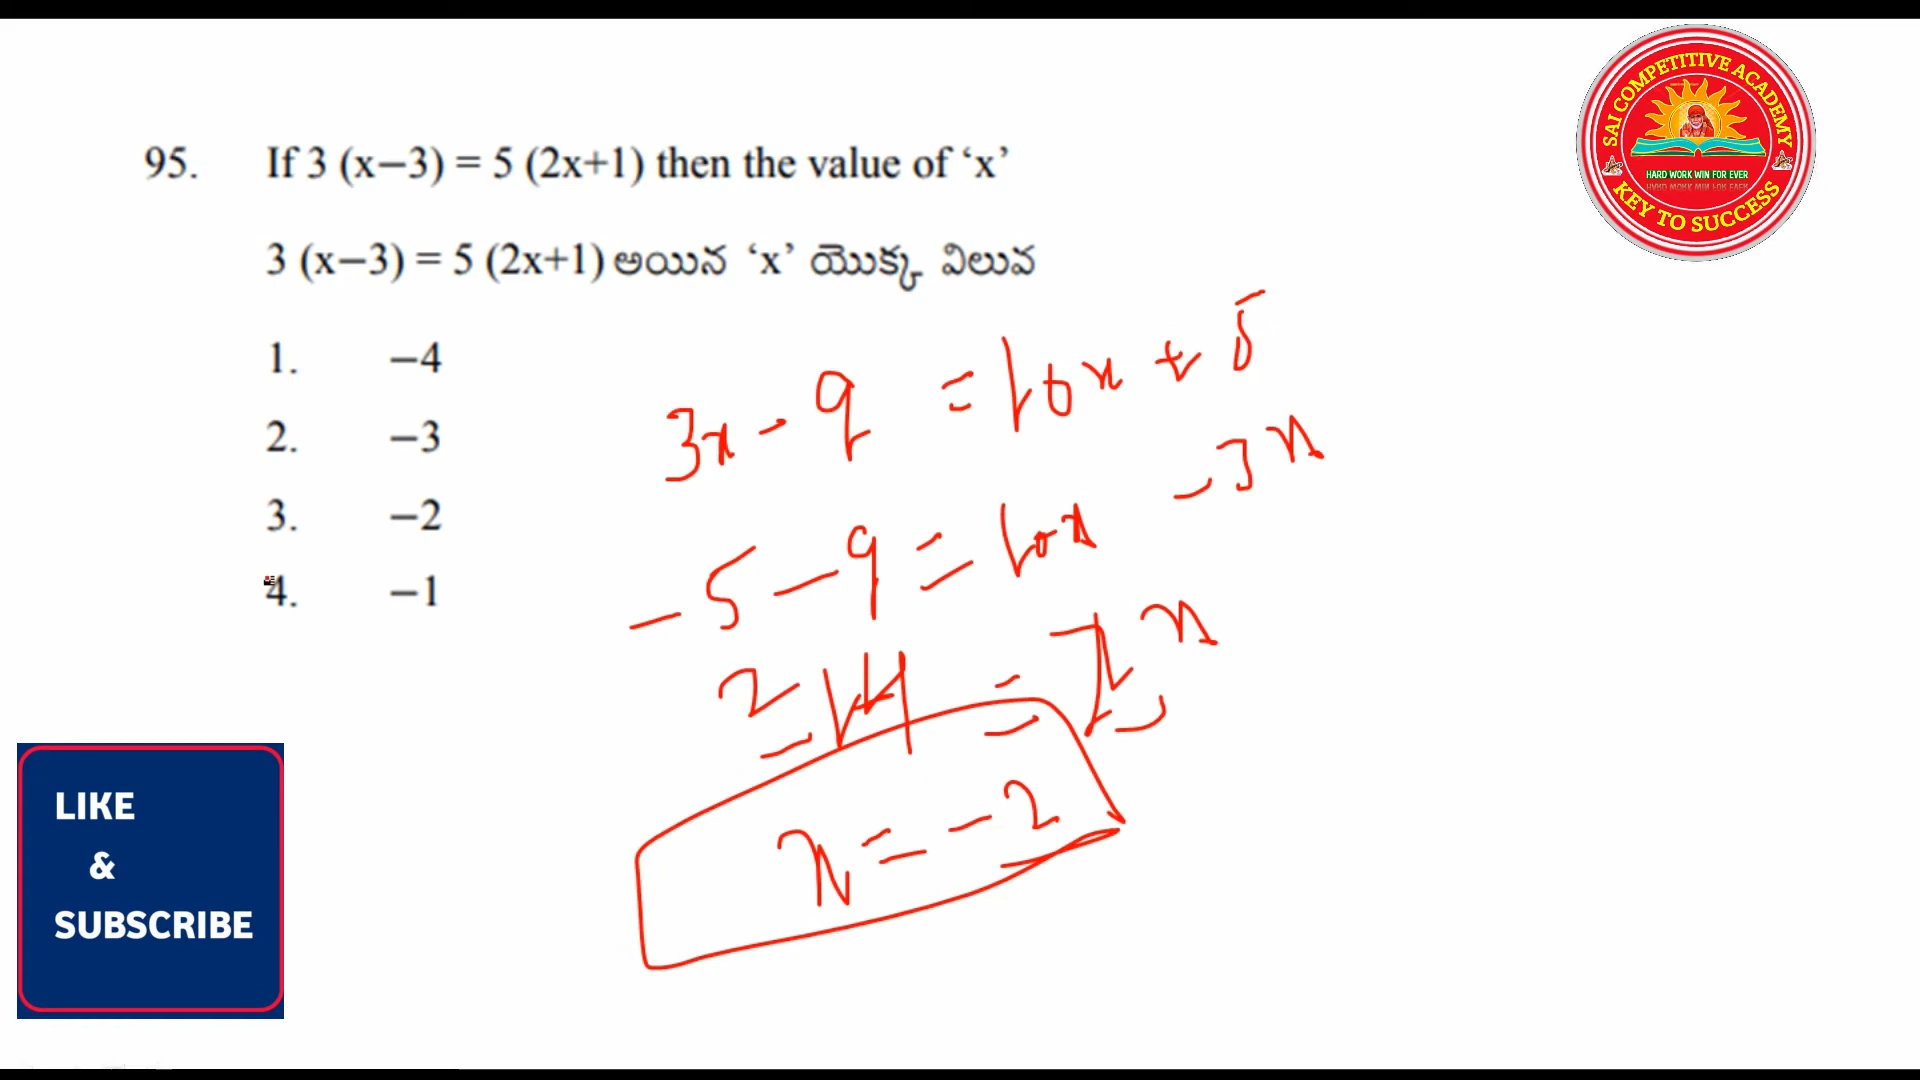 SAI COMPETITIVE ACADEMY
HARD WORK WIN FOR EVER
KEY TO SUCCESS
95. If 3 (x−3) = 5 (2x+1) then the value of ‘x’
3 (x−3) = 5 (2x+1) అయిన ‘x’ యొక్క విలువ
1. −4
2. −3
3. −2
4. −1
3x - 9 = 10x + 5
-5 - 9 = 10x - 3x
2
-14 = 7x
x = -2
LIKE
&
SUBSCRIBE